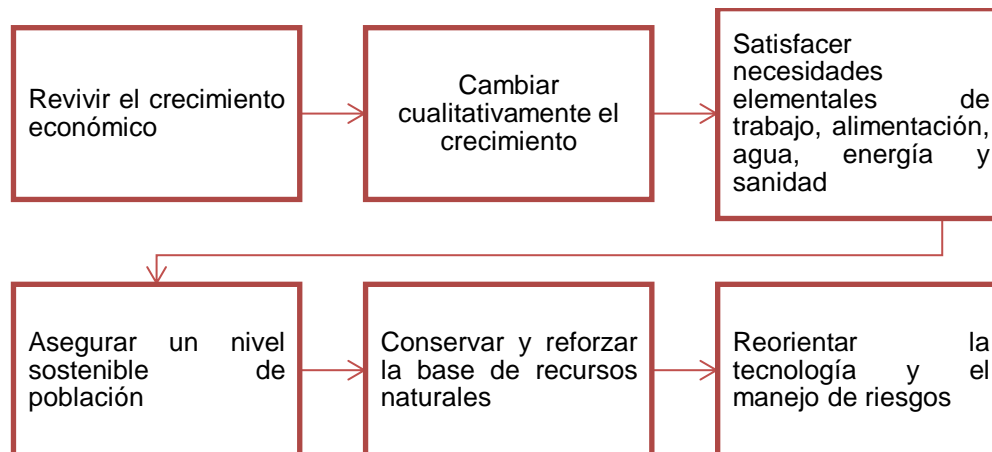 Revivir el crecimiento
económico
Cambiar
cualitativamente el
crecimiento
Satisfacer
necesidades
elementales de
trabajo, alimentación,
agua, energía y
sanidad
Asegurar un nivel
sostenible de
población
Conservar y reforzar
la base de recursos
naturales
Reorientar la
tecnología y el
manejo de riesgos